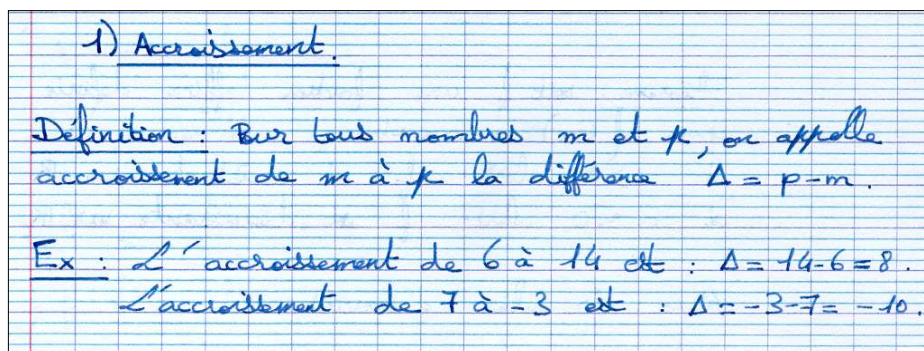 1) Accroissement.
Définition : Pour tous nombres m et p, on appelle
accroissement de m à p la différence Δ = p-m.
Ex : L'accroissement de 6 à 14 est : Δ = 14-6=8.
L'accroissement de 7 à -3 est : Δ = -3-7= -10.